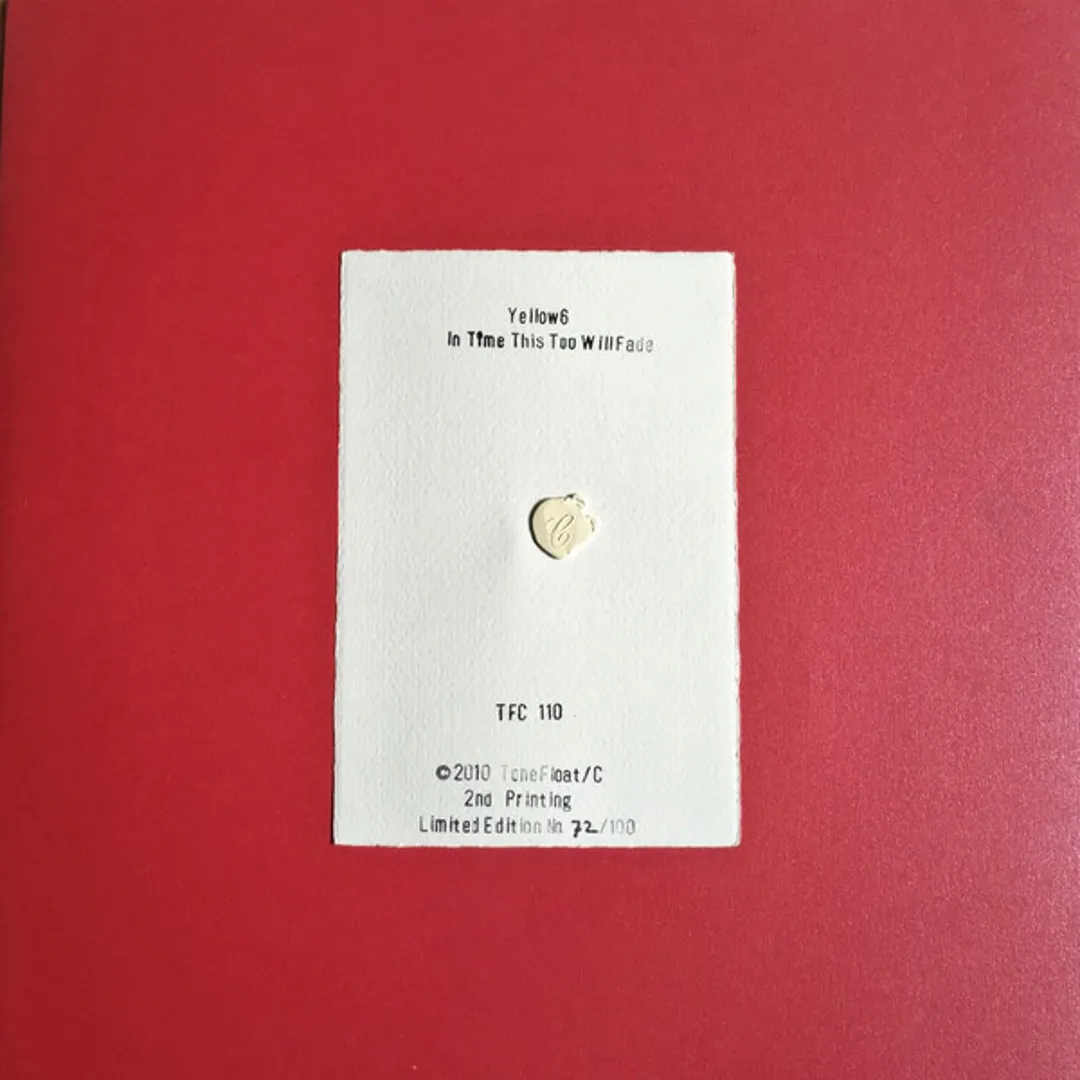 Yellow6
In Time This Too Will Fade
C
TFC 110
©2010 ToneFloat/C
2nd Printing
Limited Edition No 72/100